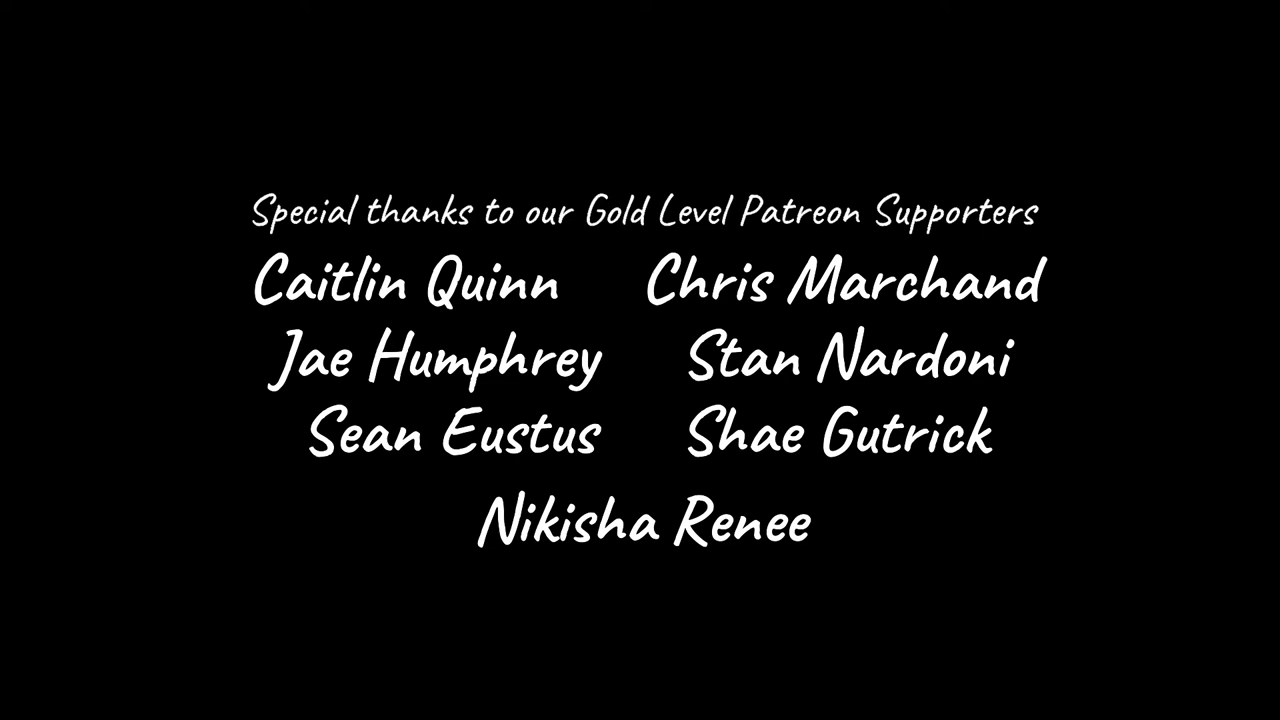 Special thanks to our Gold Level Patreon Supporters
Caitlin Quinn Chris Marchand
Jae Humphrey Stan Nardoni
Sean Eustus Shae Gutrick
Nikisha Renee